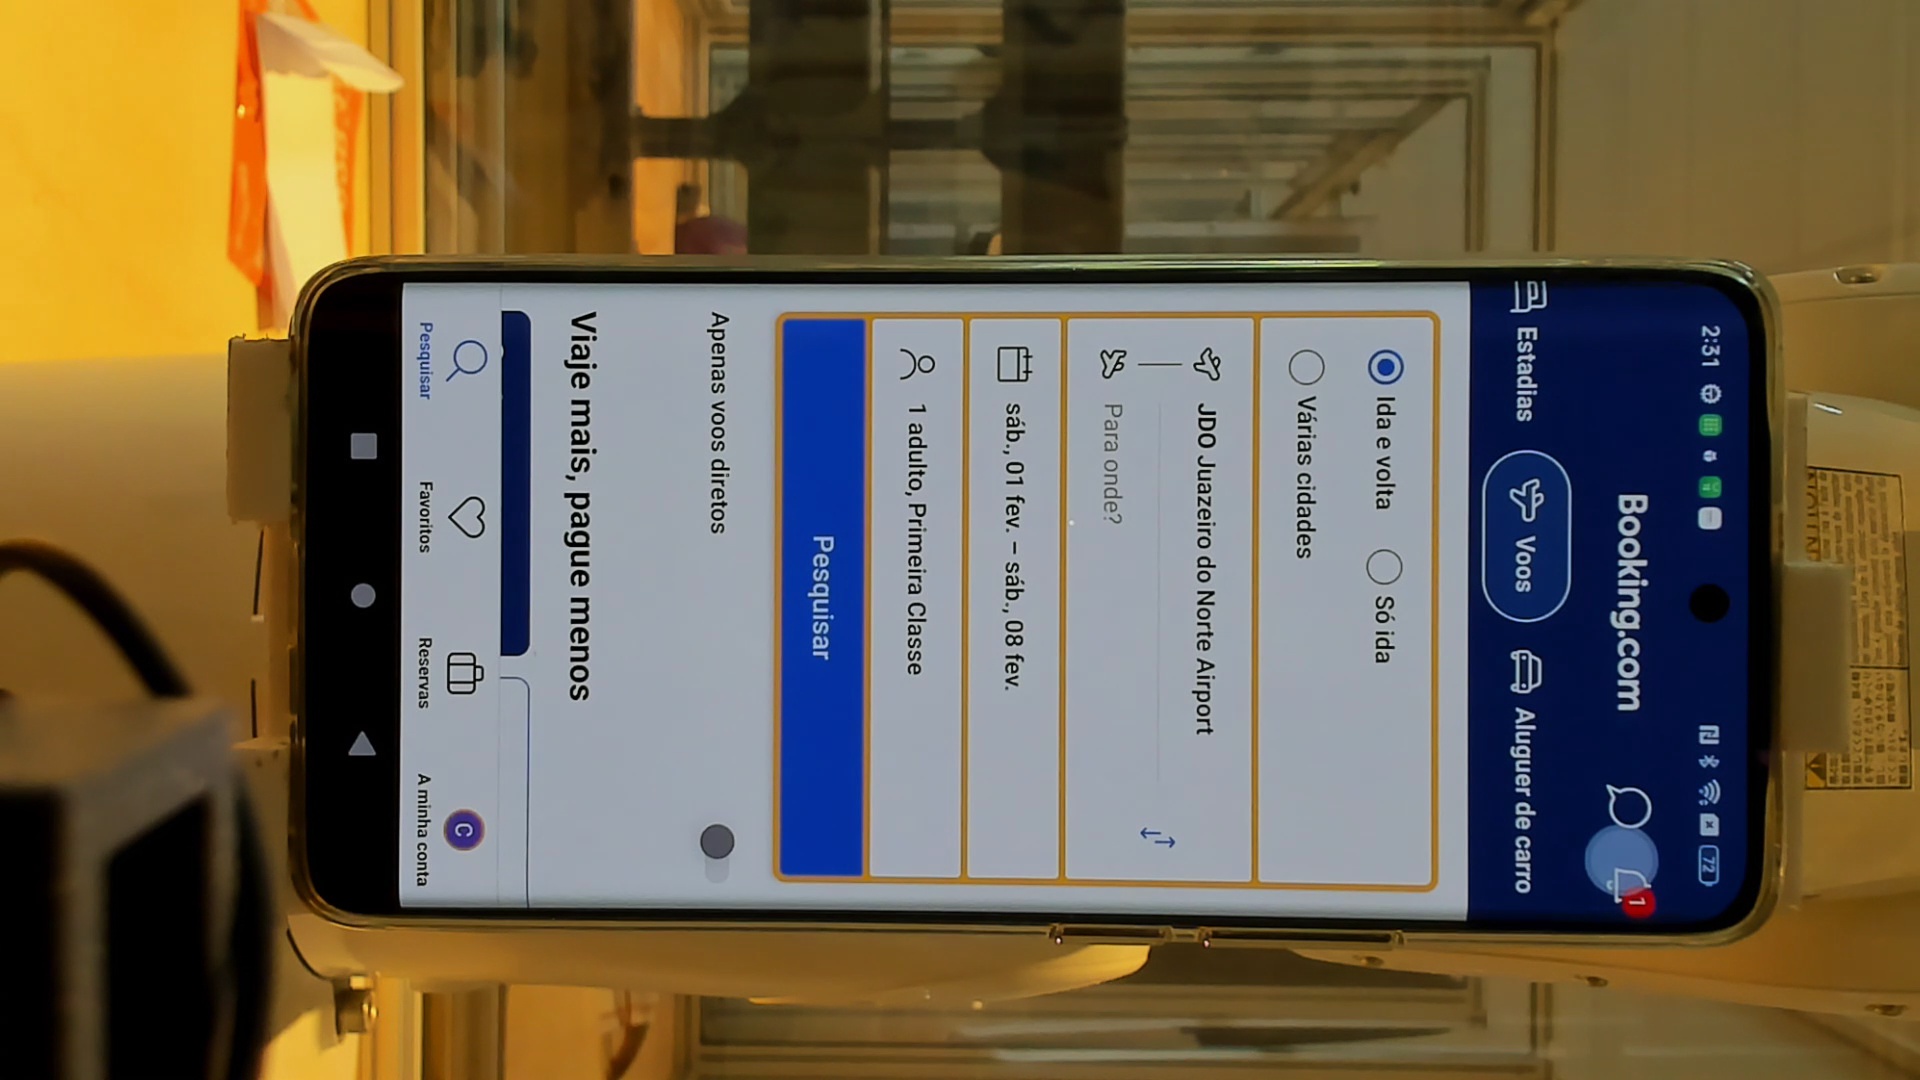 2:31
72
Booking.com
1
Estadias
Voos
Aluguer de carro
Ida e volta
Só ida
Várias cidades
JDO Juazeiro do Norte Airport
Para onde?
sáb., 01 fev. – sáb., 08 fev.
1 adulto, Primeira Classe
Pesquisar
Apenas voos diretos
Viaje mais, pague menos
C
Pesquisar
Favoritos
Reservas
A minha conta